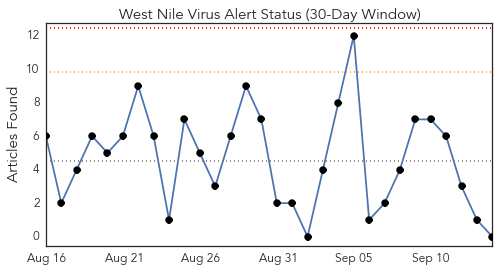 West Nile Virus Alert Status (30-Day Window)
Articles Found
12
10
8
6
4
2
0
Aug 16
Aug 21
Aug 26
Aug 31
Sep 05
Sep 10